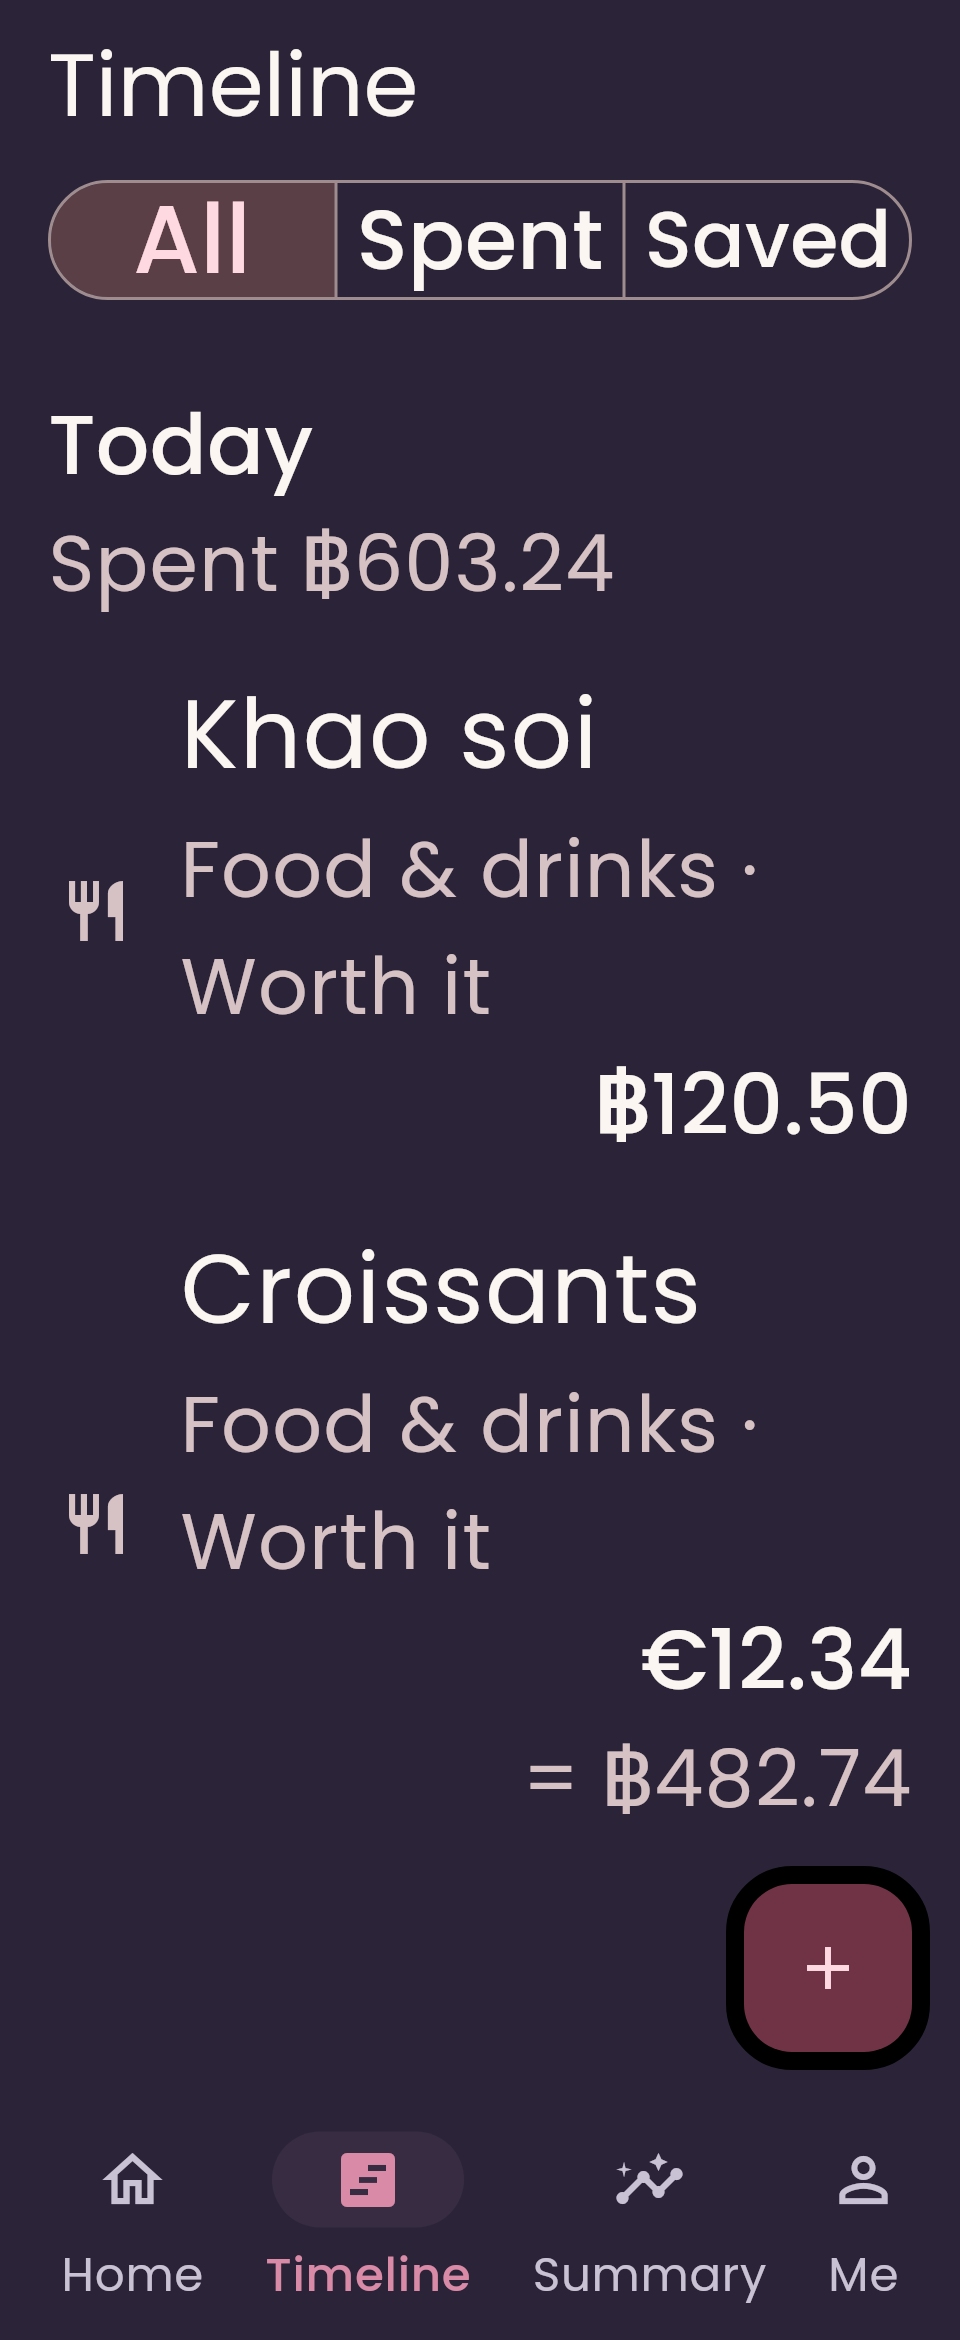 Timeline
All
Spent
Saved
Today
Spent ฿603.24
Khao soi
Food & drinks ·
Worth it
฿120.50
Croissants
Food & drinks ·
Worth it
€12.34
= ฿482.74
Home
Timeline
Summary
Me